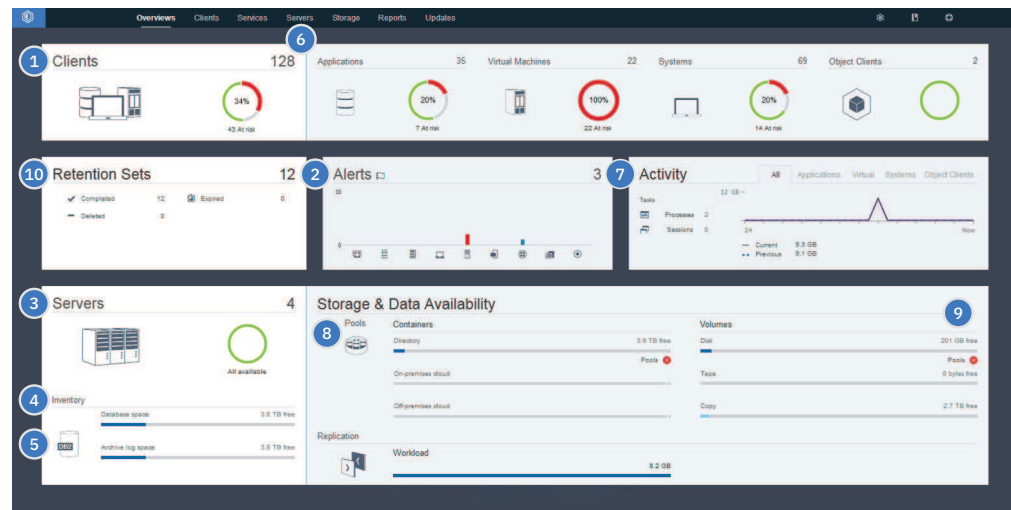 Overviews Clients Services Servers Storage Reports Updates
6
1 Clients 128
Applications 35 Virtual Machines 22 Systems 69 Object Clients 2
34% 20% 100% 20%
43 At risk 7 At risk 22 At risk 14 At risk
10 Retention Sets 12
Completed 12 Expired 0
Deleted 0
2 Alerts 3
0
7 Activity All Applications Virtual Systems Object Clients
12 GB
Tasks
Processes 2
Sessions 0
24 Now
Current 9.3 GB
Previous 9.1 GB
3 Servers 4
All available
4 Inventory
Database space 3.8 TB free
5 Archive log space 3.8 TB free
DB2
Storage & Data Availability
8 Pools Containers Volumes 9
Directory 3.9 TB free Disk 201 GB free
Pools Pools
On-premises cloud Tape 0 bytes free
Off-premises cloud Copy 2.7 TB free
Replication
Workload
8.2 GB